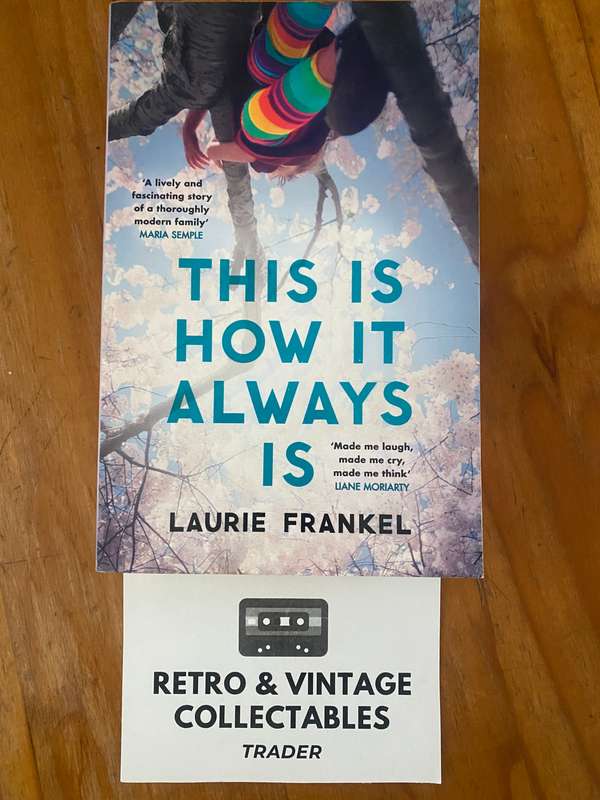 'A lively and
fascinating story
of a thoroughly
modern family'
MARIA SEMPLE
THIS IS
HOW IT
ALWAYS
IS
'Made me laugh,
made me cry,
made me think'
LIANE MORIARTY
LAURIE FRANKEL
RETRO & VINTAGE
COLLECTABLES
TRADER